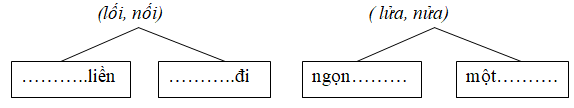 (lối, nối) ( lửa, nửa)
………..liền ………..đi ngọn……… một……….